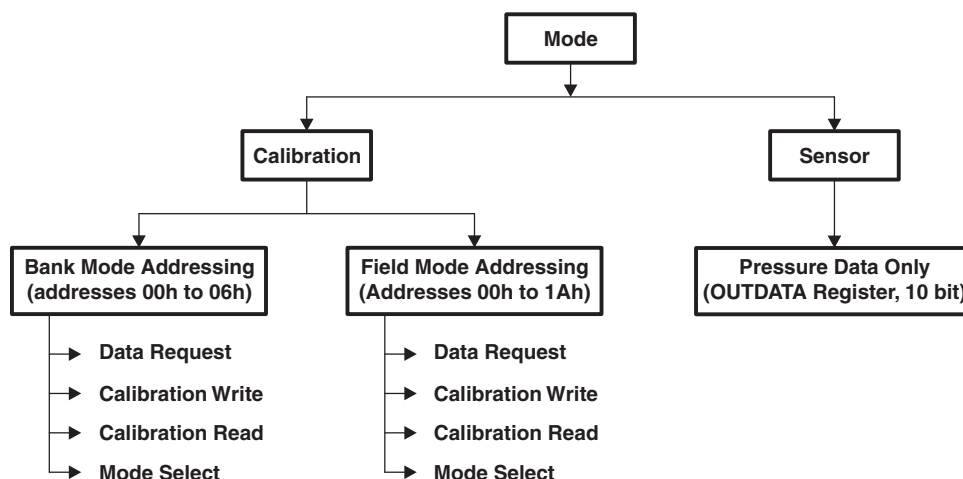 Mode
Calibration
Sensor
Bank Mode Addressing
(addresses 00h to 06h)
Field Mode Addressing
(Addresses 00h to 1Ah)
Pressure Data Only
(OUTDATA Register, 10 bit)
Data Request
Calibration Write
Calibration Read
Mode Select
Data Request
Calibration Write
Calibration Read
Mode Select